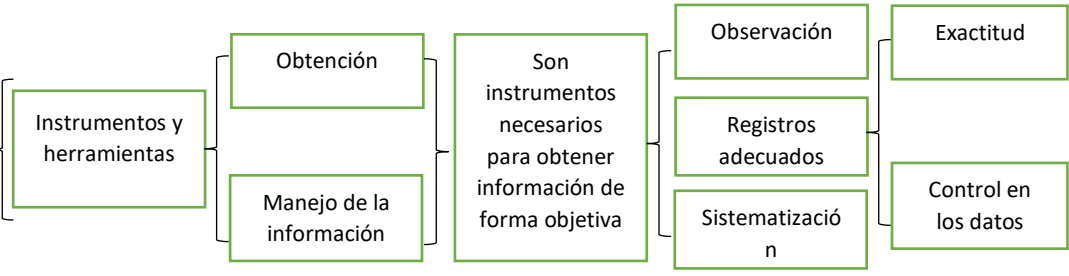 Instrumentos y
herramientas
Obtención
Manejo de la
información
Son
instrumentos
necesarios
para obtener
información de
forma objetiva
Observación
Registros
adecuados
Sistematizació
n
Exactitud
Control en
los datos